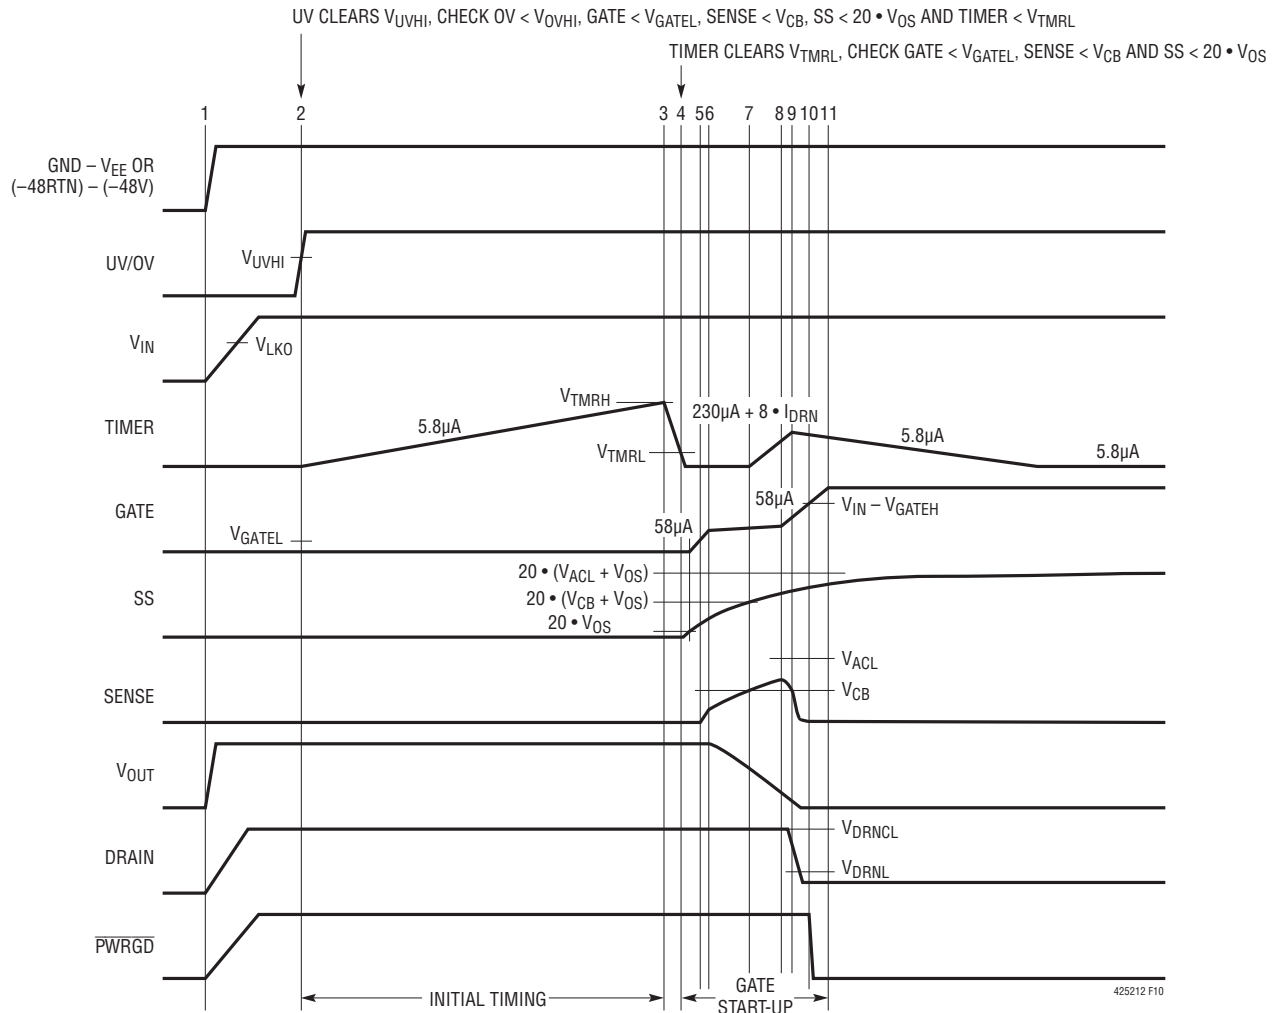 UV CLEARS VUVHI, CHECK OV < VOVHI, GATE < VGATEL, SENSE < VCB, SS < 20 • VOS AND TIMER < VTMRL
TIMER CLEARS VTMRL, CHECK GATE < VGATEL, SENSE < VCB AND SS < 20 • VOS
1 2 3 4 56 7 8 9 10 11
GND – VEE OR
(–48RTN) – (–48V)
UV/OV
VUVHI
VIN
VLKO
TIMER
5.8µA
VTMRH
VTMRL
230µA + 8 • IDRN
5.8µA
5.8µA
GATE
VGATEL
58µA
58µA
VIN – VGATEH
SS
20 • (VACL + VOS)
20 • (VCB + VOS)
20 • VOS
SENSE
VACL
VCB
VOUT
DRAIN
VDRNCL
VDRNL
PWRGD
INITIAL TIMING
GATE
START-UP
425212 F10